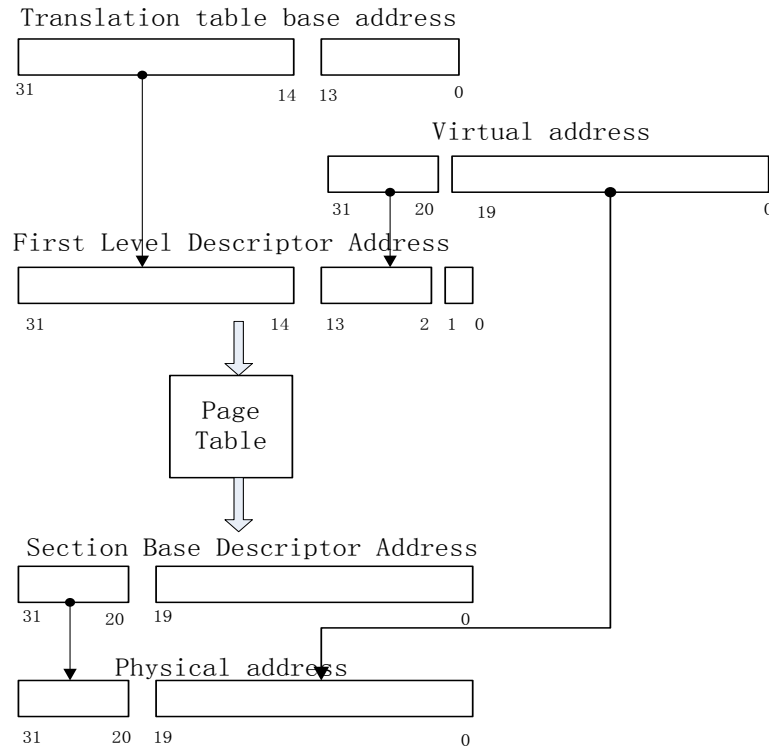 Translation table base address
31 14 13 0
Virtual address
31 20 19 0
First Level Descriptor Address
31 14 13 2 1 0
Page
Table
Section Base Descriptor Address
31 20 19 0
Physical address
31 20 19 0